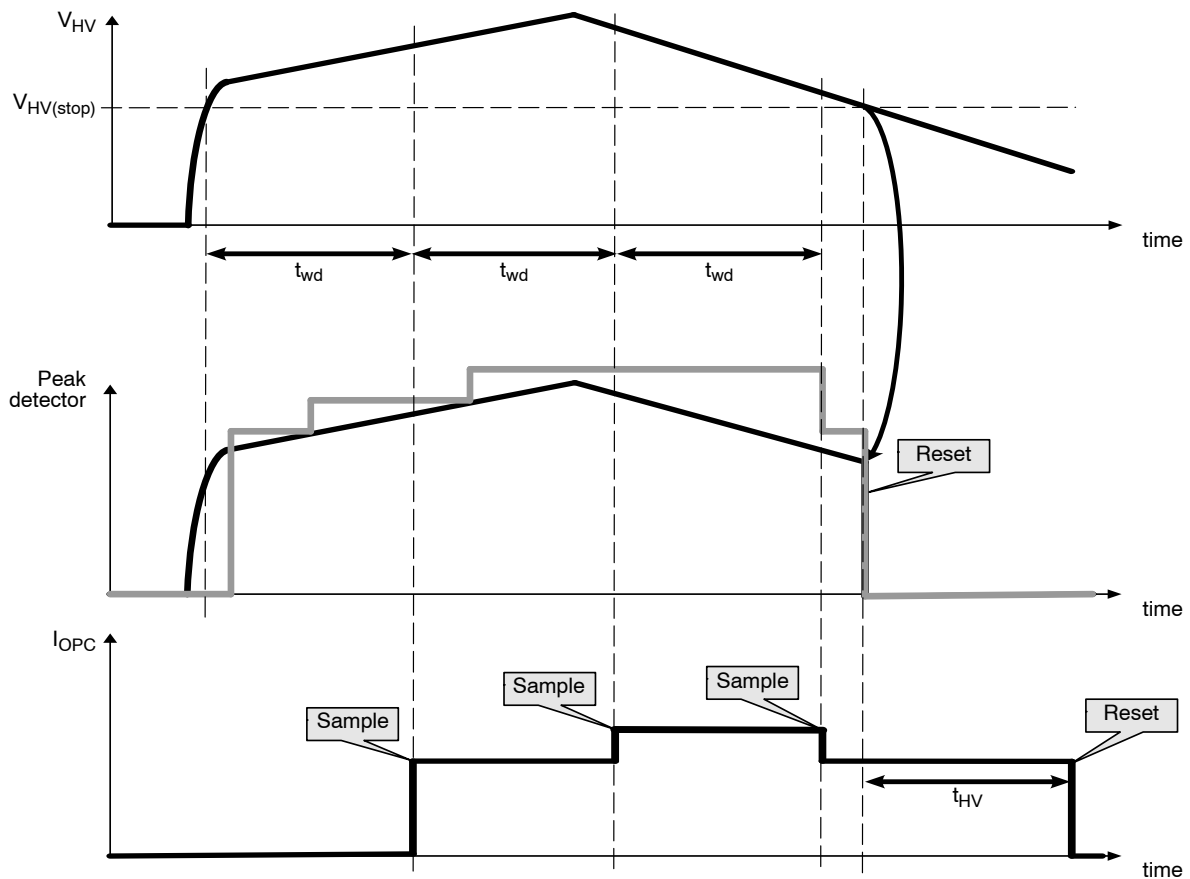 V_HV
V_HV(stop)
time
t_wd
t_wd
t_wd
Peak
detector
Reset
time
I_OPC
Sample
Sample
Sample
Reset
t_HV
time